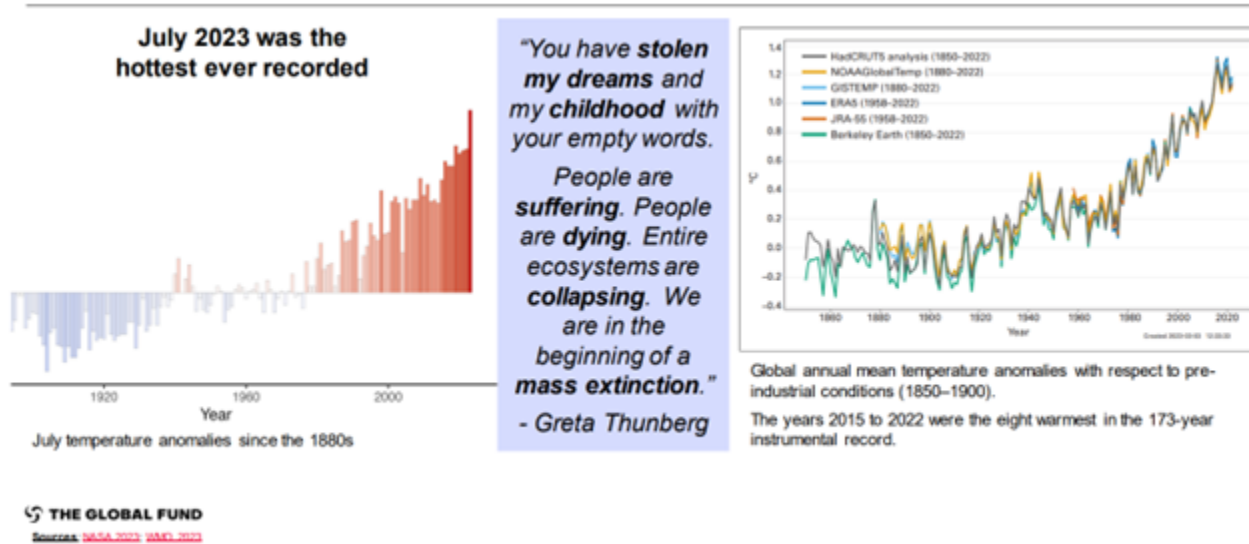 July 2023 was the
hottest ever recorded
1920
1960
2000
Year
July temperature anomalies since the 1880s
“You have stolen
my dreams and
my childhood with
your empty words.
People are
suffering. People
are dying. Entire
ecosystems are
collapsing. We
are in the
beginning of a
mass extinction.”
- Greta Thunberg
HadCRUT5 analysis (1850–2022)
NOAAGlobalTemp (1880–2022)
GISTEMP (1880–2022)
ERA5 (1958–2022)
JRA-55 (1958–2022)
Berkeley Earth (1850–2022)
1.4
1.2
1.0
0.8
0.6
0.4
0.2
0.0
−0.2
−0.4
°C
1860
1880
1900
1920
1940
1960
1980
2000
2020
Year
Global annual mean temperature anomalies with respect to pre-
industrial conditions (1850–1900).
The years 2015 to 2022 were the eight warmest in the 173-year
instrumental record.
THE GLOBAL FUND
Sources: NASA 2023; WMO 2023